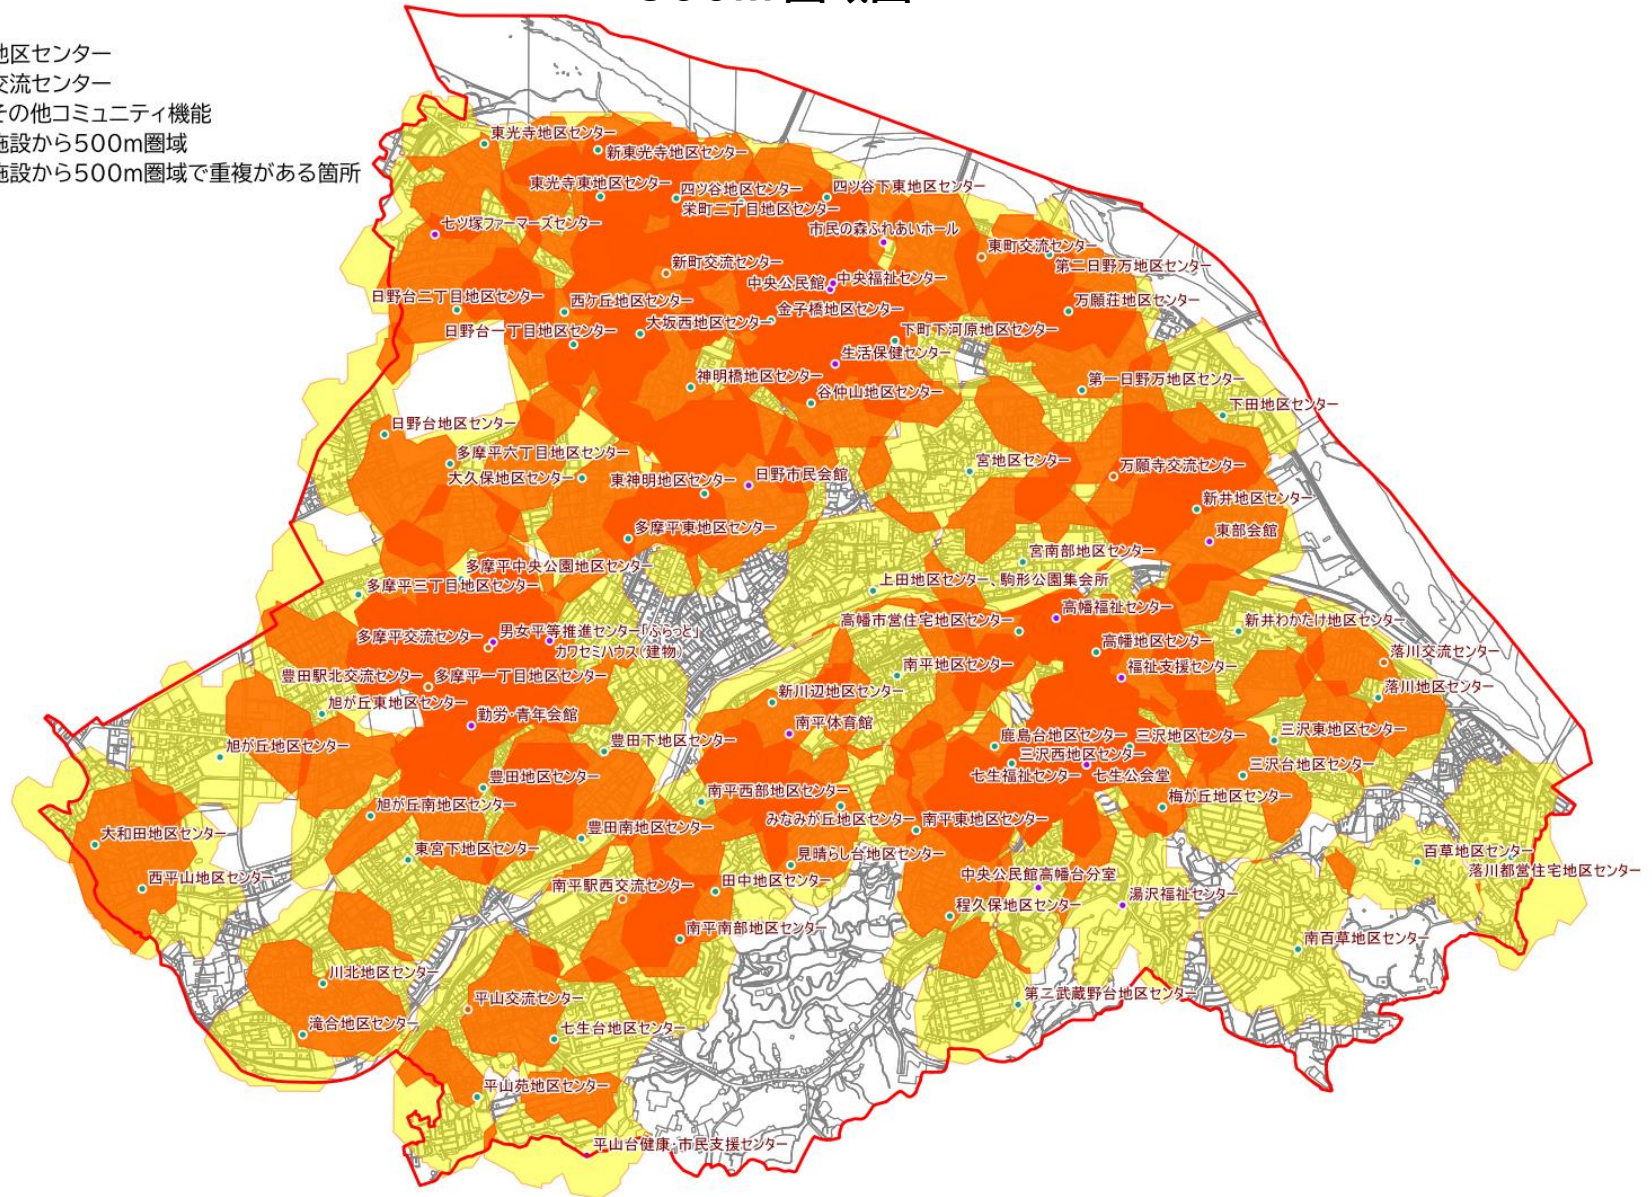 地区センター
交流センター
その他コミュニティ機能
施設から500m圏域
施設から500m圏域で重複がある箇所
東光寺地区センター
新東光寺地区センター
東光寺東地区センター
四ツ谷地区センター
四ツ谷下東地区センター
栄町二丁目地区センター
七ツ塚ファーマーズセンター
市民の森ふれあいホール
東町交流センター
第二日野万地区センター
新町交流センター
中央公民館
中央福祉センター
日野台二丁目地区センター
西ケ丘地区センター
金子橋地区センター
万願荘地区センター
日野台一丁目地区センター
大坂西地区センター
下町下河原地区センター
生活保健センター
神明橋地区センター
谷仲山地区センター
第一日野万地区センター
下田地区センター
日野台地区センター
多摩平六丁目地区センター
大久保地区センター
東神明地区センター
日野市民会館
宮地区センター
万願寺交流センター
新井地区センター
多摩平東地区センター
東部会館
宮南部地区センター
多摩平中央公園地区センター
多摩平三丁目地区センター
上田地区センター、駒形公園集会所
高幡福祉センター
高幡市営住宅地区センター
新井わかたけ地区センター
多摩平交流センター
男女平等推進センター「ふらっと」
カワセミハウス(建物)
高幡地区センター
落川交流センター
南平地区センター
福祉支援センター
豊田駅北交流センター
多摩平一丁目地区センター
新川辺地区センター
落川地区センター
旭が丘東地区センター
勤労・青年会館
南平体育館
鹿島台地区センター
三沢地区センター
三沢東地区センター
旭が丘地区センター
豊田下地区センター
三沢西地区センター
三沢台地区センター
豊田地区センター
七生福祉センター
七生公会堂
南平西部地区センター
梅が丘地区センター
旭が丘南地区センター
みなみが丘地区センター
南平東地区センター
大和田地区センター
豊田南地区センター
東宮下地区センター
見晴らし台地区センター
百草地区センター
西平山地区センター
南平駅西交流センター
田中地区センター
中央公民館高幡台分室
落川都営住宅地区センター
程久保地区センター
湯沢福祉センター
南平南部地区センター
南百草地区センター
川北地区センター
平山交流センター
第二武蔵野台地区センター
滝合地区センター
七生台地区センター
平山苑地区センター
平山台健康・市民支援センター